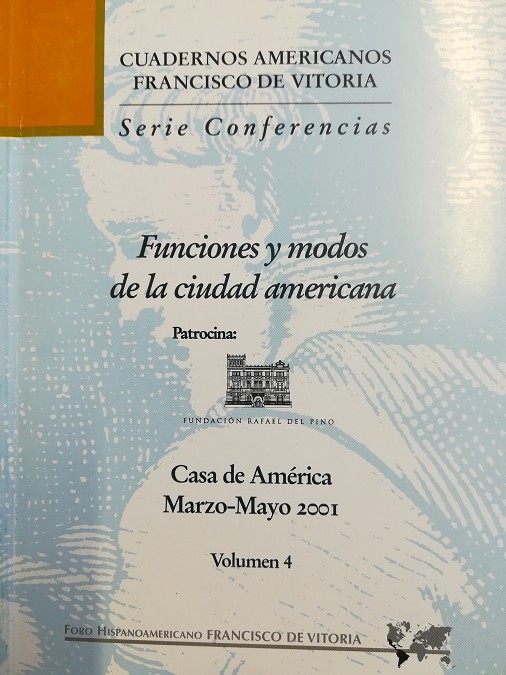 CUADERNOS AMERICANOS
FRANCISCO DE VITORIA
Serie Conferencias
Funciones y modos
de la ciudad americana
Patrocina:
FUNDACIÓN RAFAEL DEL PINO
Casa de América
Marzo-Mayo 2001
Volumen 4
FORO HISPANOAMERICANO FRANCISCO DE VITORIA